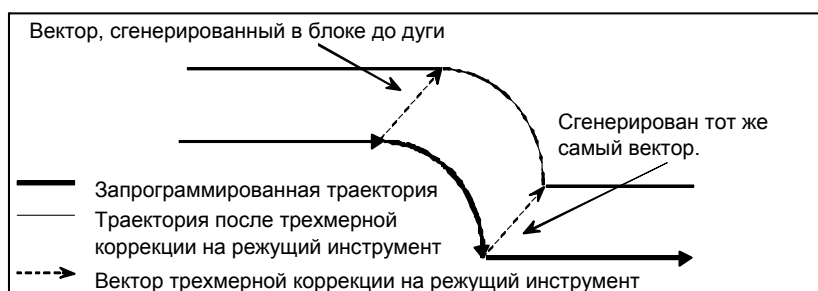 Вектор, сгенерированный в блоке до дуги
Сгенерирован тот же
самый вектор.
Запрограммированная траектория
Траектория после трехмерной
коррекции на режущий инструмент
Вектор трехмерной коррекции на режущий инструмент